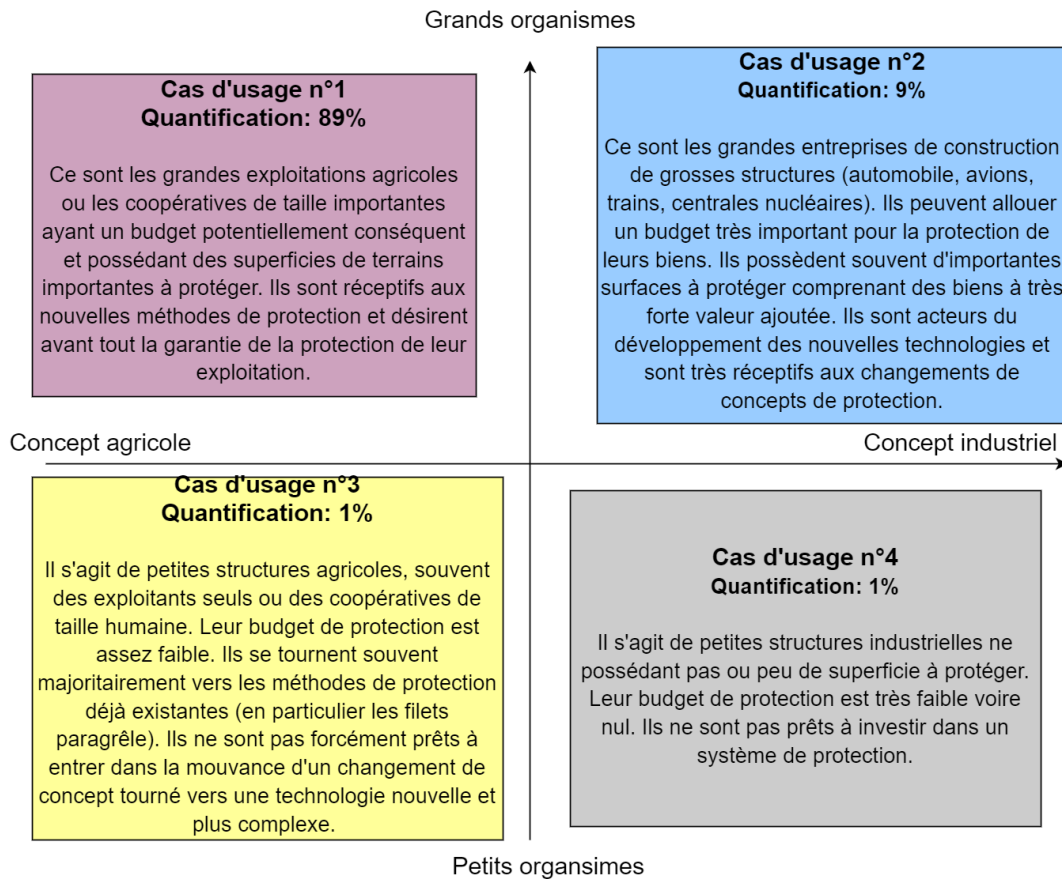 Grands organismes
Cas d'usage n°1
Quantification: 89%
Ce sont les grandes exploitations agricoles
ou les coopératives de taille importantes
ayant un budget potentiellement conséquent
et possédant des superficies de terrains
importantes à protéger. Ils sont réceptifs aux
nouvelles méthodes de protection et désirent
avant tout la garantie de la protection de leur
exploitation.
Cas d'usage n°2
Quantification: 9%
Ce sont les grandes entreprises de construction
de grosses structures (automobile, avions,
trains, centrales nucléaires). Ils peuvent allouer
un budget très important pour la protection de
leurs biens. Ils possèdent souvent d'importantes
surfaces à protéger comprenant des biens à très
forte valeur ajoutée. Ils sont acteurs du
développement des nouvelles technologies et
sont très réceptifs aux changements de
concepts de protection.
Concept agricole
Concept industriel
Cas d'usage n°3
Quantification: 1%
Il s'agit de petites structures agricoles, souvent
des exploitants seuls ou des coopératives de
taille humaine. Leur budget de protection est
assez faible. Ils se tournent souvent
majoritairement vers les méthodes de protection
déjà existantes (en particulier les filets
paragrêle). Ils ne sont pas forcément prêts à
entrer dans la mouvance d'un changement de
concept tourné vers une technologie nouvelle et
plus complexe.
Cas d'usage n°4
Quantification: 1%
Il s'agit de petites structures industrielles ne
possédant pas ou peu de superficie à protéger.
Leur budget de protection est très faible voire
nul. Ils ne sont pas prêts à investir dans un
système de protection.
Petits organsimes